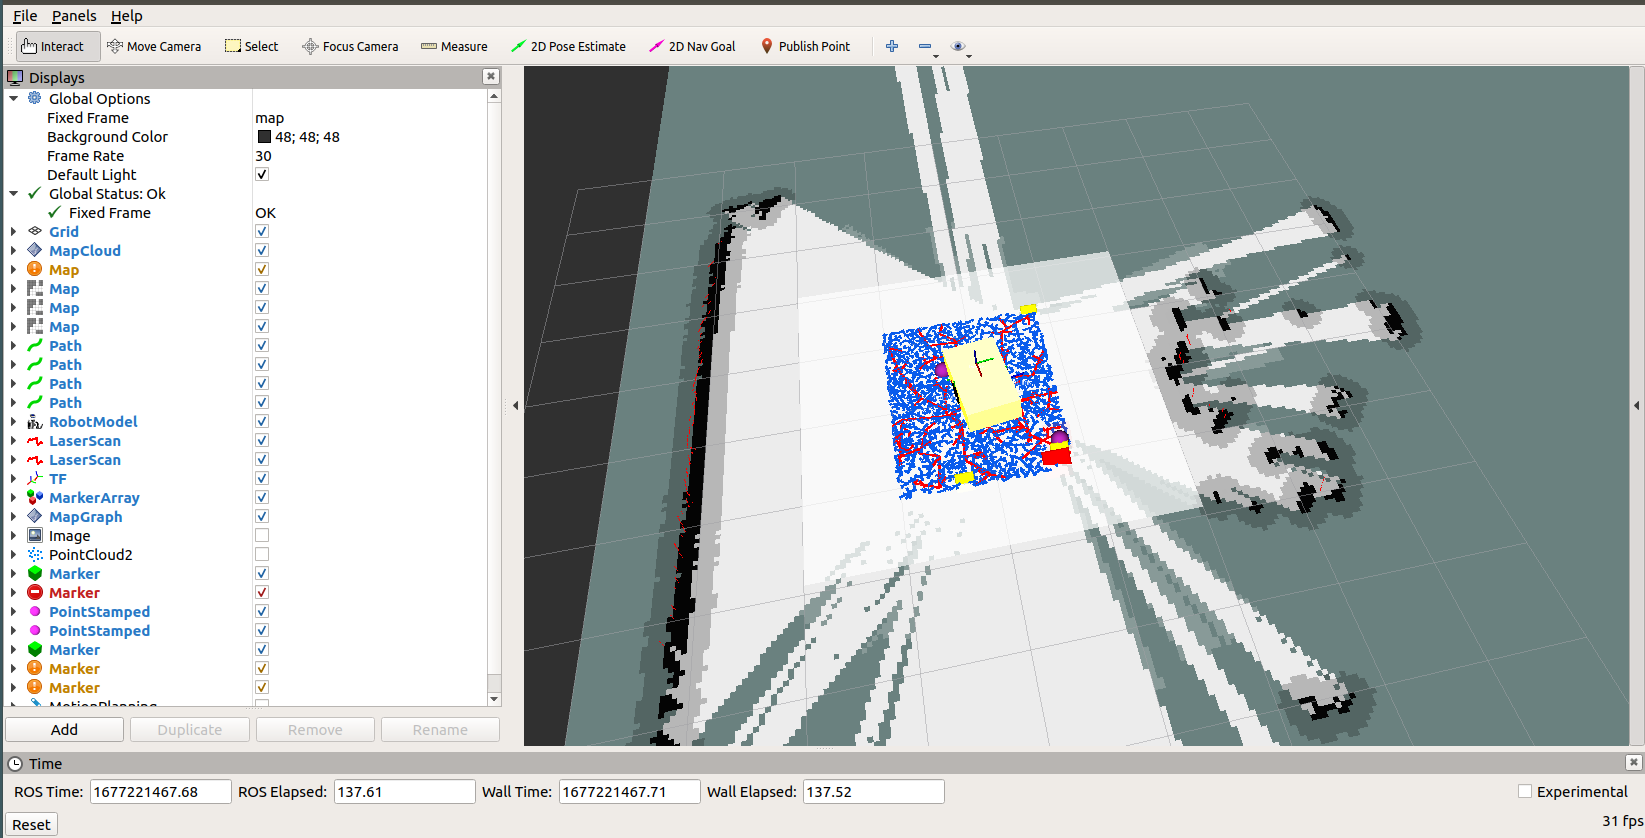 File Panels Help
Interact Move Camera Select Focus Camera Measure 2D Pose Estimate 2D Nav Goal Publish Point
Displays
Global Options
Fixed Frame map
Background Color 48; 48; 48
Frame Rate 30
Default Light
Global Status: Ok
Fixed Frame OK
Grid
MapCloud
Map
Map
Map
Map
Path
Path
Path
Path
RobotModel
LaserScan
LaserScan
TF
MarkerArray
MapGraph
Image
PointCloud2
Marker
Marker
PointStamped
PointStamped
Marker
Marker
Marker
MotionPlanning
Add Duplicate Remove Rename
Time
ROS Time: 1677221467.68 ROS Elapsed: 137.61 Wall Time: 1677221467.71 Wall Elapsed: 137.52 Experimental
Reset 31 fps